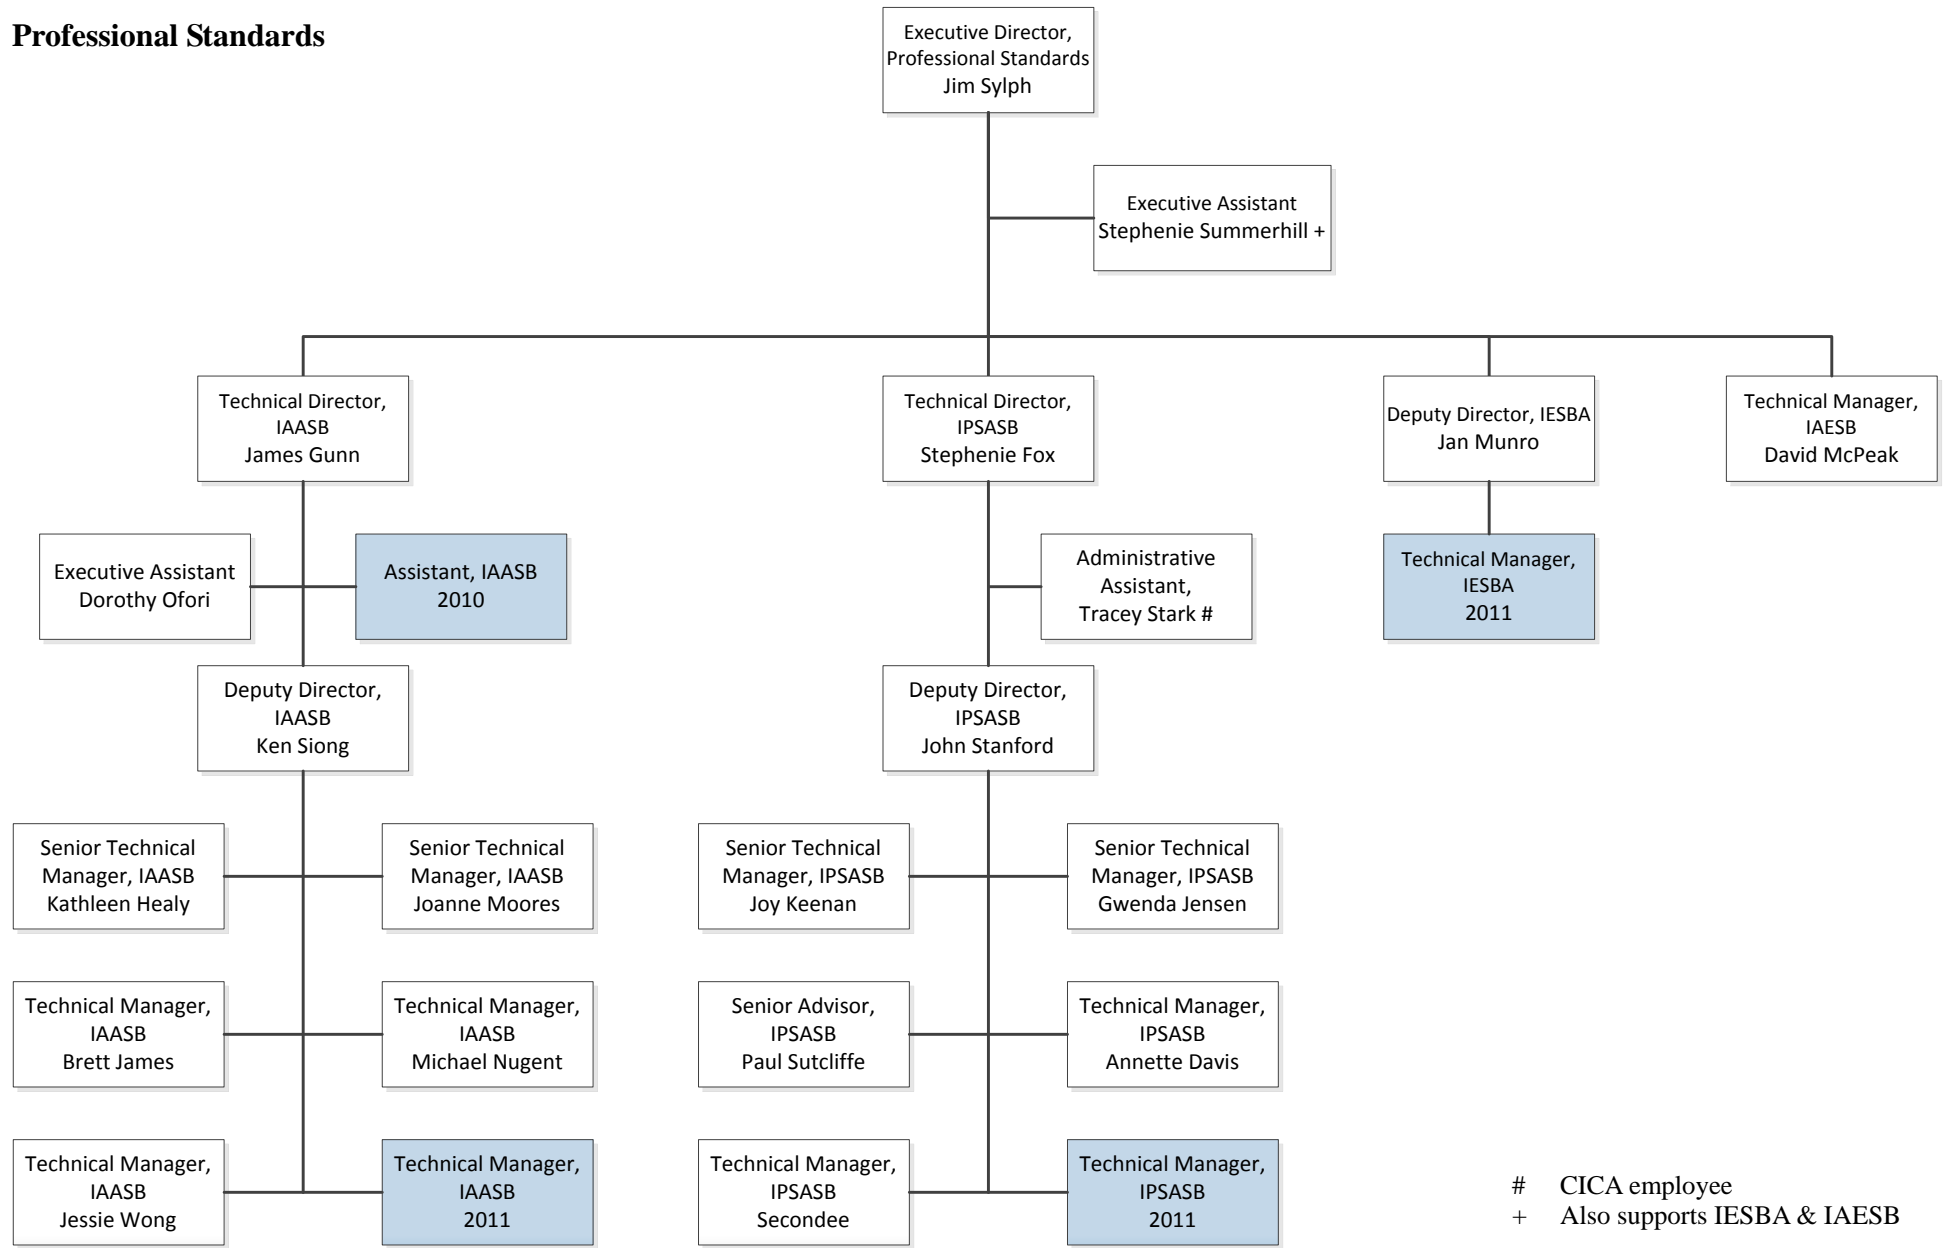 Professional Standards
Executive Director,
Professional Standards
Jim Sylph
Executive Assistant
Stephenie Summerhill +
Technical Director,
IAASB
James Gunn
Technical Director,
IPSASB
Stephenie Fox
Deputy Director, IESBA
Jan Munro
Technical Manager,
IAESB
David McPeak
Executive Assistant
Dorothy Ofori
Assistant, IAASB
2010
Administrative
Assistant,
Tracey Stark #
Technical Manager,
IESBA
2011
Deputy Director,
IAASB
Ken Siong
Deputy Director,
IPSASB
John Stanford
Senior Technical
Manager, IAASB
Kathleen Healy
Senior Technical
Manager, IAASB
Joanne Moores
Senior Technical
Manager, IPSASB
Joy Keenan
Senior Technical
Manager, IPSASB
Gwenda Jensen
Technical Manager,
IAASB
Brett James
Technical Manager,
IAASB
Michael Nugent
Senior Advisor,
IPSASB
Paul Sutcliffe
Technical Manager,
IPSASB
Annette Davis
Technical Manager,
IAASB
Jessie Wong
Technical Manager,
IAASB
2011
Technical Manager,
IPSASB
Secondee
Technical Manager,
IPSASB
2011
# CICA employee
+ Also supports IESBA & IAESB